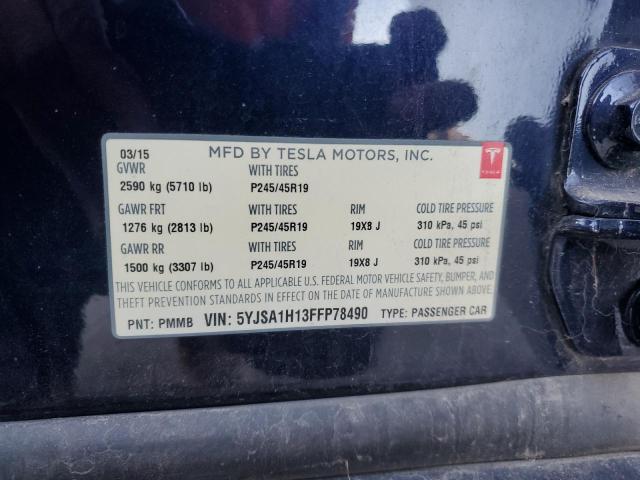 03/15 MFD BY TESLA MOTORS, INC.
GVWR WITH TIRES
2590 kg (5710 lb) P245/45R19
GAWR FRT WITH TIRES RIM COLD TIRE PRESSURE
1276 kg (2813 lb) P245/45R19 19X8 J 310 kPa, 45 psi
GAWR RR WITH TIRES RIM COLD TIRE PRESSURE
1500 kg (3307 lb) P245/45R19 19X8 J 310 kPa, 45 psi
THIS VEHICLE CONFORMS TO ALL APPLICABLE U.S. FEDERAL MOTOR VEHICLE SAFETY, BUMPER, AND
THEFT PREVENTION STANDARDS IN EFFECT ON THE DATE OF MANUFACTURE SHOWN ABOVE
PNT: PMMB VIN: 5YJSA1H13FFP78490 TYPE: PASSENGER CAR
TESLA